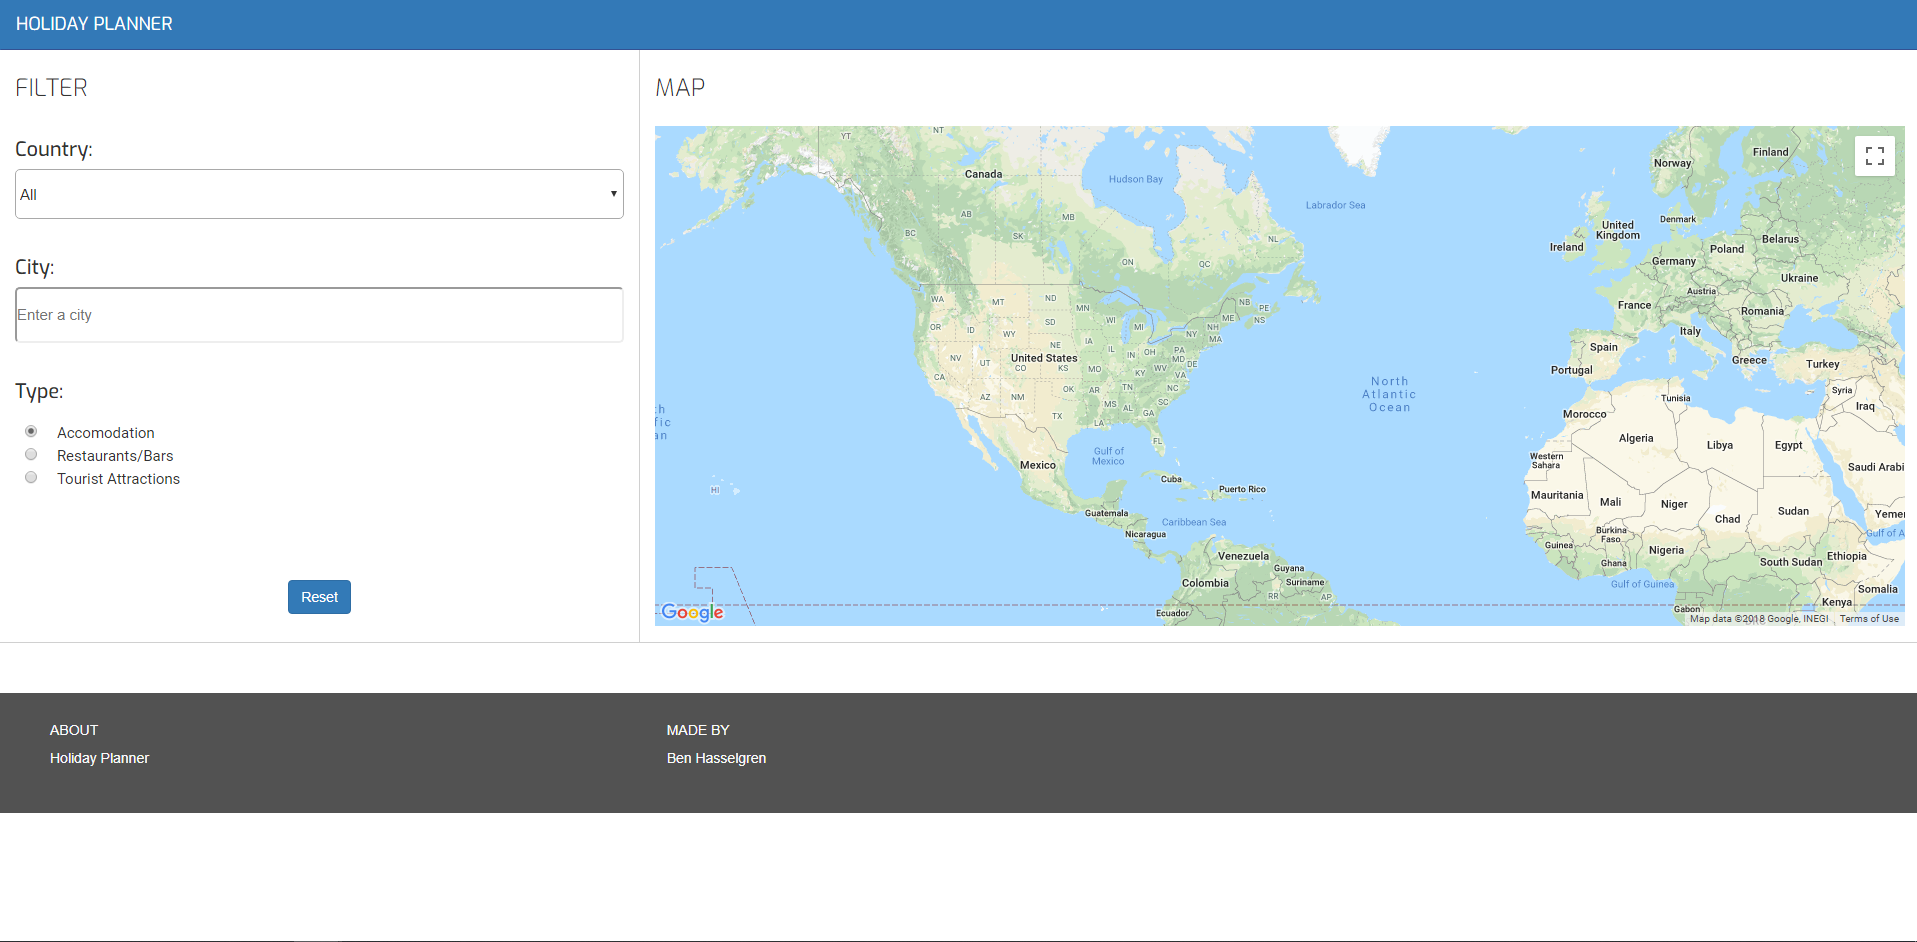 HOLIDAY PLANNER
FILTER
Country:
All
City:
Enter a city
Type:
Accomodation
Restaurants/Bars
Tourist Attractions
Reset
MAP
YT
NT
Canada
Hudson Bay
Labrador Sea
AB
MB
BC
SK
NL
ON
QC
Norway
Finland
United
Kingdom
Denmark
Ireland
Poland
Belarus
Germany
Ukraine
Austria
France
Romania
Italy
Spain
Portugal
Greece
Turkey
Syria
Iraq
Tunisia
Morocco
Algeria
Libya
Egypt
Western
Sahara
Saudi Arabi
Mauritania
Mali
Niger
Chad
Sudan
Yemen
Gulf of A
Burkina
Faso
Guinea
Ghana
Nigeria
South Sudan
Ethiopia
Gulf of Guinea
Somalia
Kenya
Gabon
WA
MT
ND
MN
OR
ID
SD
WI
MI
WY
NE
IA
NB
PE
ME
NS
NH
NY
MA
NV
UT
United States
CO
KS
MO
IL
IN
OH
PA
MD
DE
WV
VA
KY
CA
AZ
NM
OK
AR
TN
NC
SC
MS
AL
GA
TX
LA
FL
North
Atlantic
Ocean
th
fic
an
HI
Gulf of
Mexico
Mexico
Cuba
Puerto Rico
Guatemala
Caribbean Sea
Nicaragua
Venezuela
Guyana
Suriname
Colombia
RR
AP
Ecuador
Google
Map data ©2018 Google, INEGI
Terms of Use
ABOUT
Holiday Planner
MADE BY
Ben Hasselgren